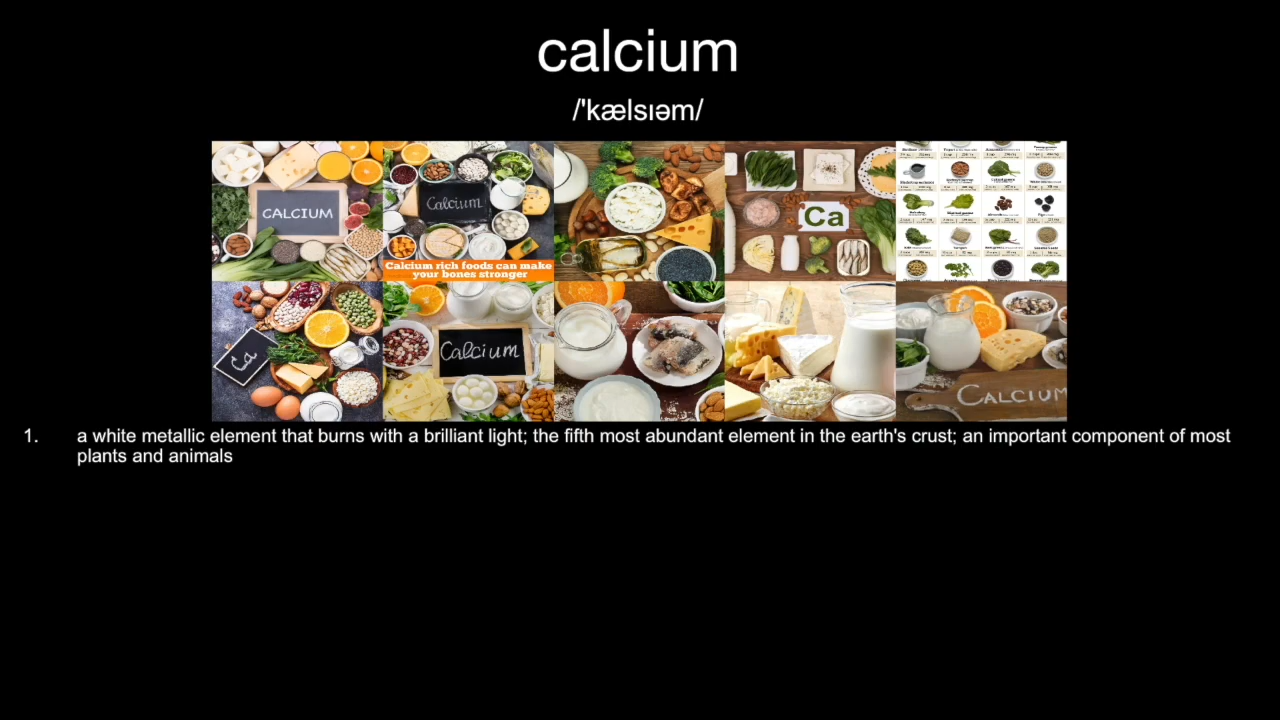 calcium
/'kælsɪəm/
CALCIUM
Calcium
Calcium rich foods can make
your bones stronger
Ca
Ca
Calcium
CALCIUM
1. a white metallic element that burns with a brilliant light; the fifth most abundant element in the earth's crust; an important component of most
plants and animals